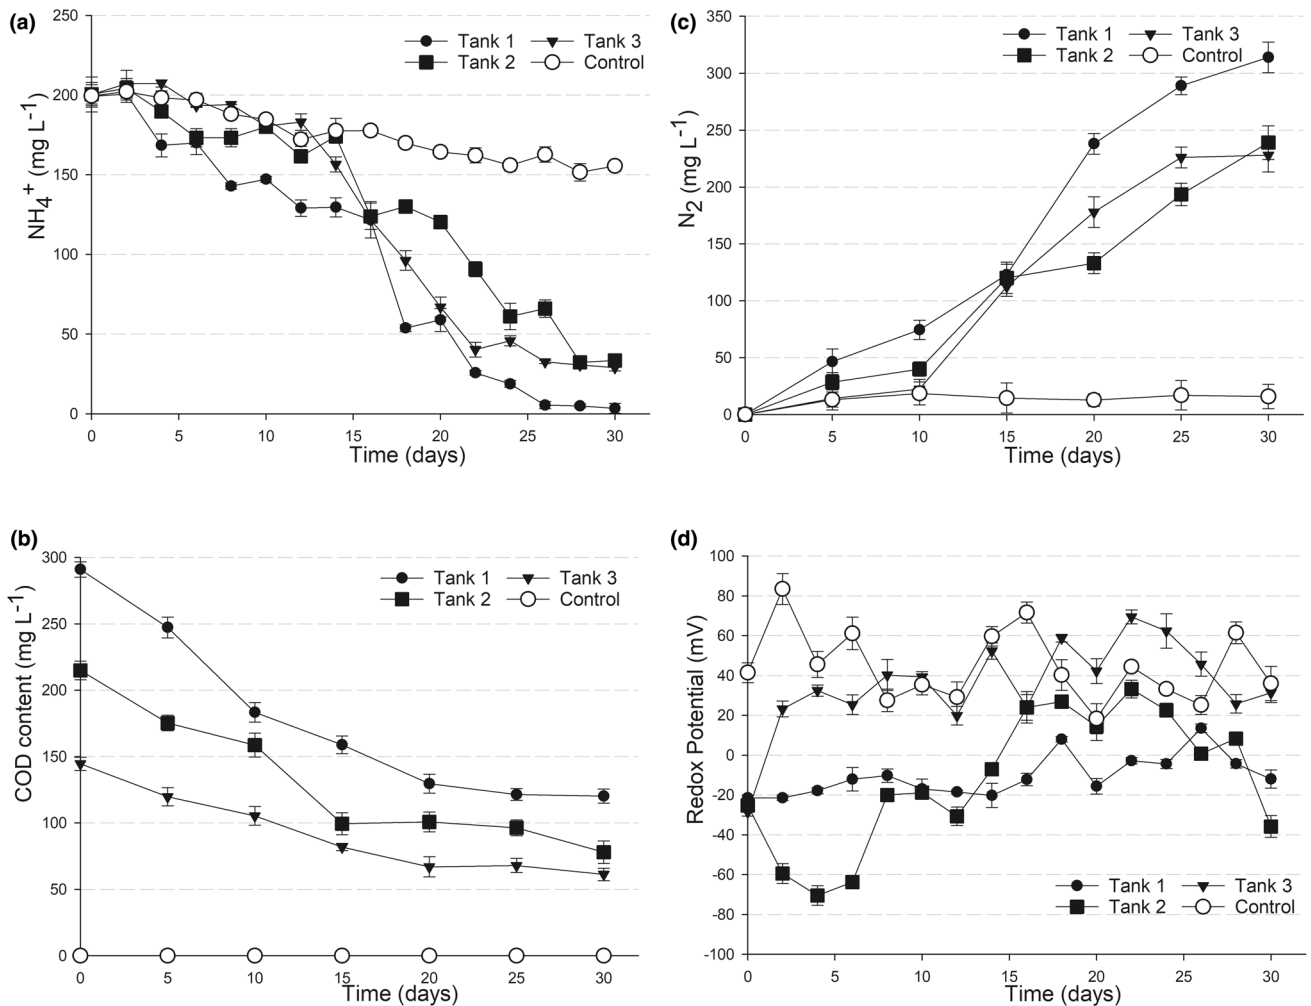 (a)
NH4+ (mg L-1)
250
200
150
100
50
0
Tank 1 Tank 3
Tank 2 Control
0 5 10 15 20 25 30
Time (days)
(c)
N2 (mg L-1)
350
300
250
200
150
100
50
0
Tank 1 Tank 3
Tank 2 Control
0 5 10 15 20 25 30
Time (days)
(b)
COD content (mg L-1)
300
250
200
150
100
50
0
Tank 1 Tank 3
Tank 2 Control
0 5 10 15 20 25 30
Time (days)
(d)
Redox Potential (mV)
100
80
60
40
20
0
-20
-40
-60
-80
-100
Tank 1 Tank 3
Tank 2 Control
0 5 10 15 20 25 30
Time (days)